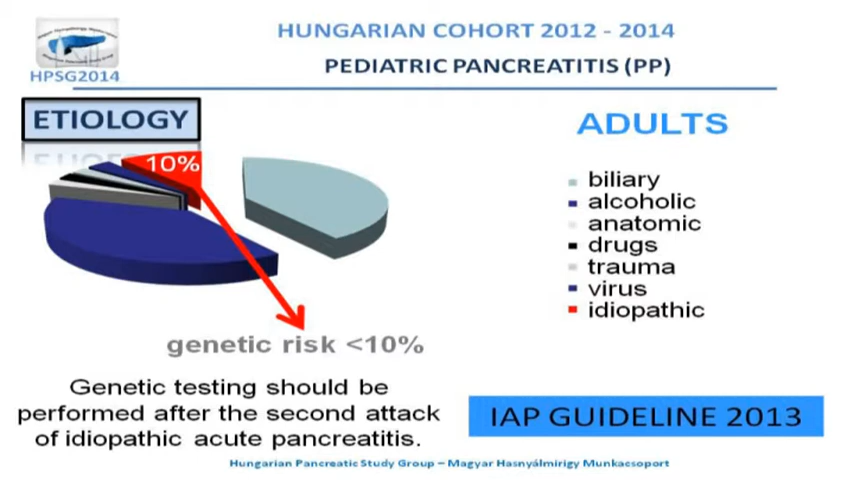 HUNGARIAN COHORT 2012 - 2014
PEDIATRIC PANCREATITIS (PP)
HPSG2014
ETIOLOGY
ADULTS
10%
biliary
alcoholic
anatomic
drugs
trauma
virus
idiopathic
genetic risk <10%
Genetic testing should be
performed after the second attack
of idiopathic acute pancreatitis.
IAP GUIDELINE 2013
Hungarian Pancreatic Study Group – Magyar Hasnyálmirigy Munkacsoport